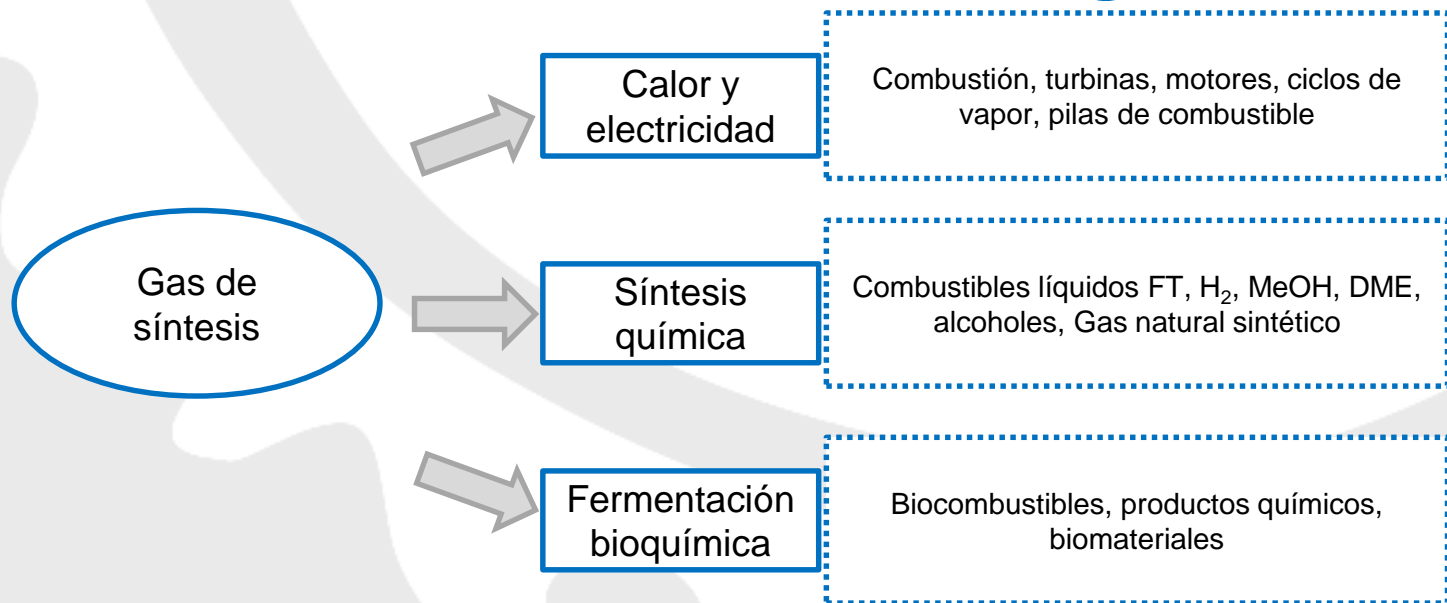 Calor y
electricidad
Combustión, turbinas, motores, ciclos de
vapor, pilas de combustible
Gas de
síntesis
Síntesis
química
Combustibles líquidos FT, H₂, MeOH, DME,
alcoholes, Gas natural sintético
Fermentación
bioquímica
Biocombustibles, productos químicos,
biomateriales